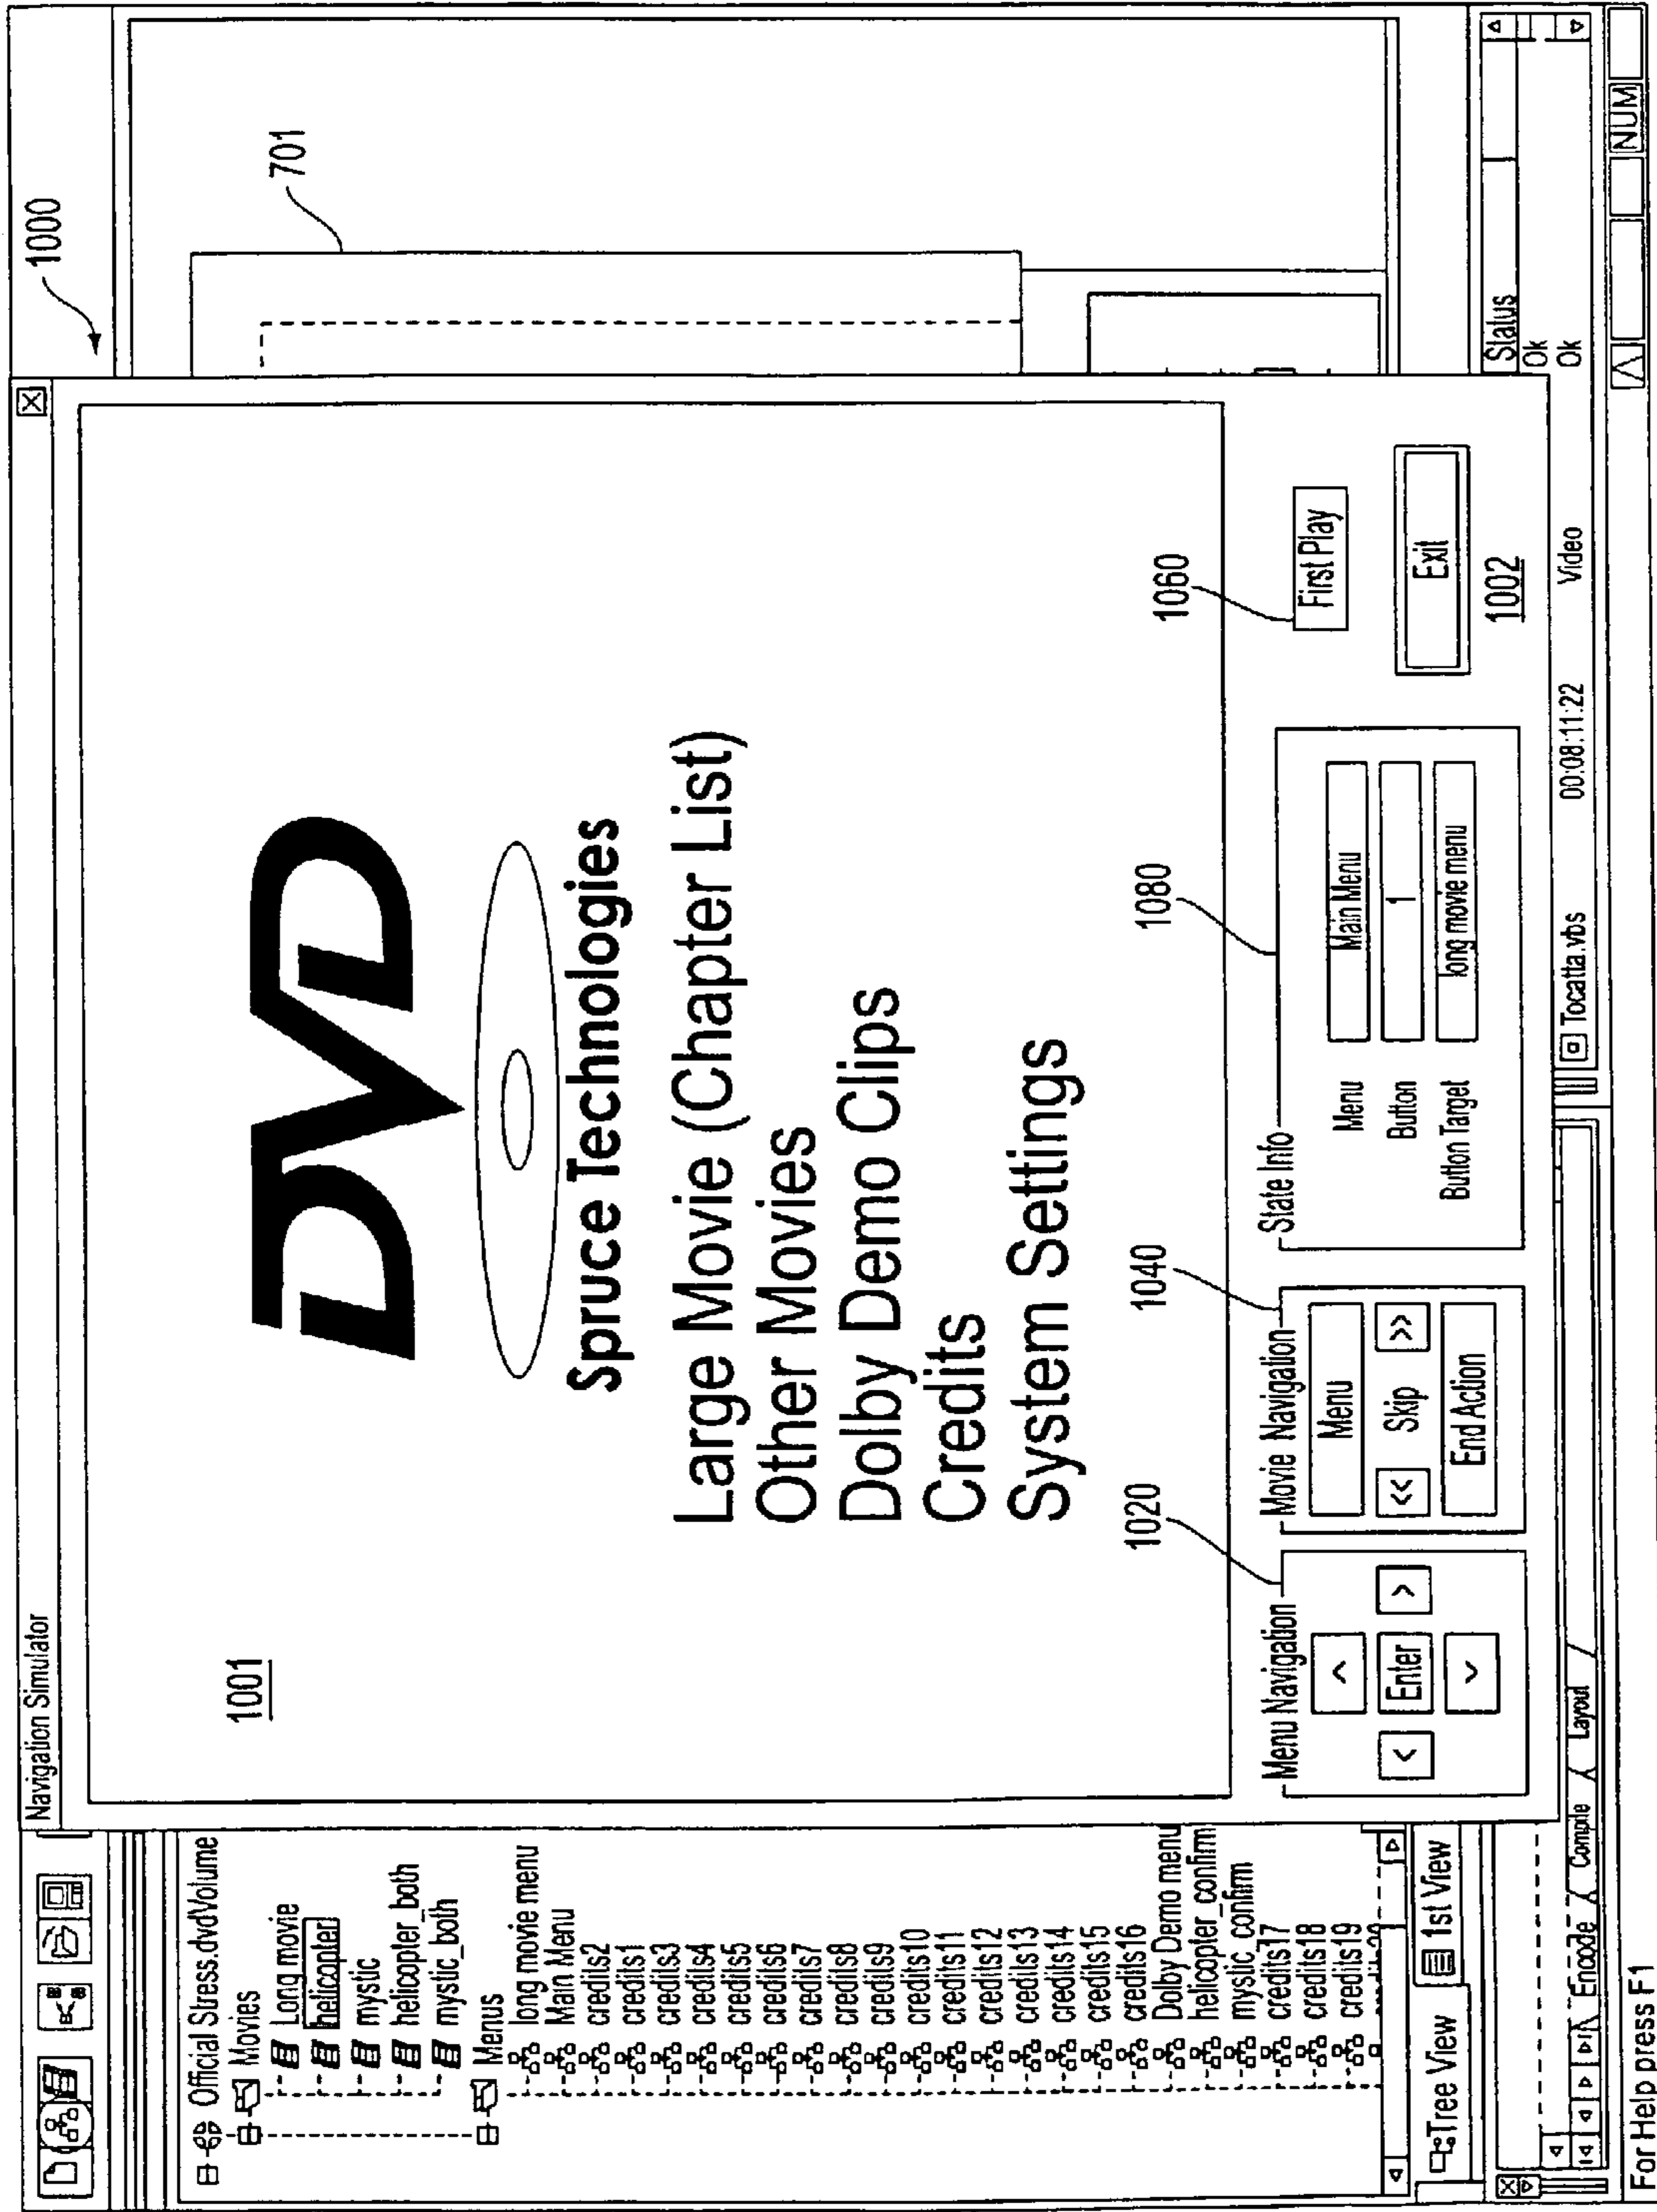 1000
701
Navigation Simulator
Official Stress.dvdVolume
Movies
Long movie
helicopter
mystic
helicopter_both
mystic_both
Menus
long movie menu
Main Menu
credits2
credits1
credits3
credits4
credits5
credits6
credits7
credits8
credits9
credits10
credits11
credits12
credits13
credits14
credits15
credits16
Dolby Demo menu
helicopter_confirm
mystic_confirm
credits17
credits18
credits19
Tree View
1st View
1001
DVD
Spruce Technologies
Large Movie (Chapter List)
Other Movies
Dolby Demo Clips
Credits
System Settings
1020
1040
1080
1060
Menu Navigation
^
< Enter >
v
Movie Navigation
Menu
<< Skip >>
End Action
State Info
Menu Main Menu
Button 1
Button Target long movie menu
First Play
Exit
1002
Status
Ok
Ok
Tocatta.vbs 00:08:11:22 Video
Encode Compile Layout
For Help press F1
NUM